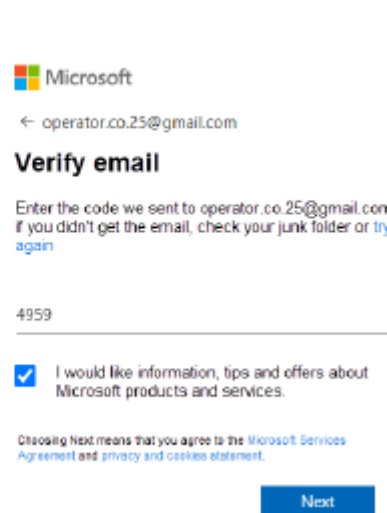 Microsoft
← operator.co.25@gmail.com
Verify email
Enter the code we sent to operator.co.25@gmail.com
if you didn't get the email, check your junk folder or try
again
4959
I would like information, tips and offers about
Microsoft products and services.
Choosing Next means that you agree to the Microsoft Services
Agreement and privacy and cookies statement.
Next